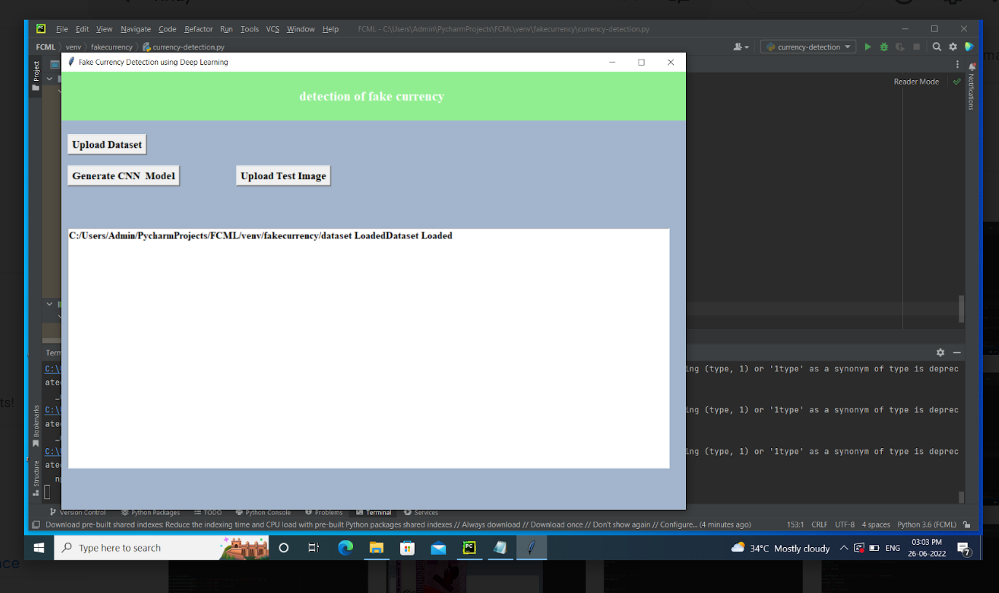 File Edit View Navigate Code Refactor Run Tools VCS Window Help FCML - C:\Users\Admin\PycharmProjects\FCML\venv\fakecurrency\currency-detection.py
FCML venv fakecurrency currency-detection.py currency-detection
Project
Fake Currency Detection using Deep Learning
Notifications
Reader Mode
detection of fake currency
Upload Dataset
Generate CNN Model
Upload Test Image
C:/Users/Admin/PycharmProjects/FCML/venv/fakecurrency/dataset LoadedDataset Loaded
Term
C:\ ing (type, 1) or '1type' as a synonym of type is deprec
ate
C:\ ing (type, 1) or '1type' as a synonym of type is deprec
ate
C:\ ing (type, 1) or '1type' as a synonym of type is deprec
ate
Bookmarks
Structure
Version Control Python Packages TODO Python Console Problems Terminal Services
Download pre-built shared indexes: Reduce the indexing time and CPU load with pre-built Python packages shared indexes // Always download // Download once // Don't show again // Configure... (4 minutes ago) 153:1 CRLF UTF-8 4 spaces Python 3.6 (FCML)
Type here to search
PC
34°C Mostly cloudy ENG
03:03 PM
26-06-2022
7